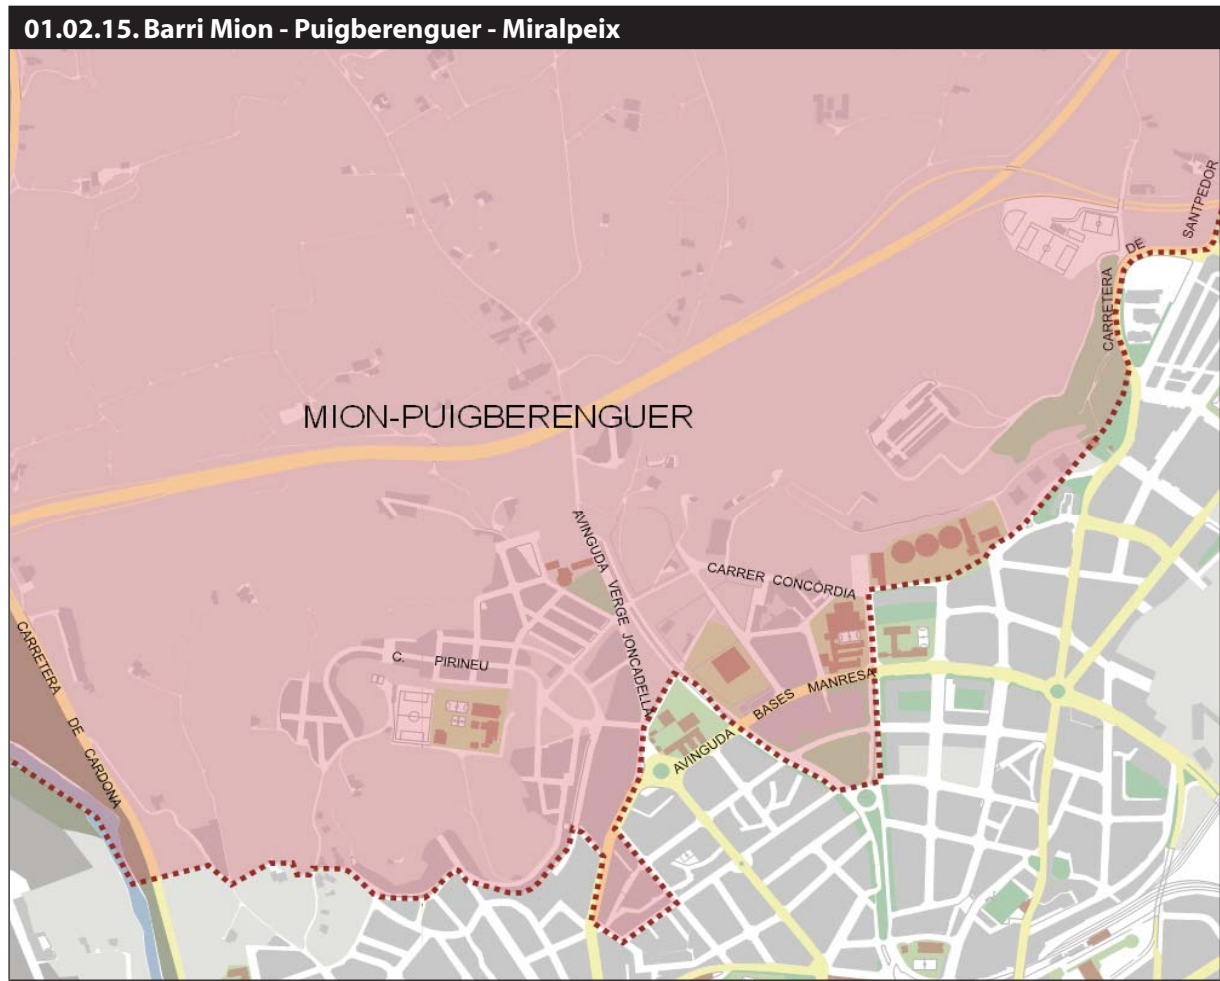 01.02.15. Barri Mion - Puigberenguer - Miralpeix
SANTPEDOR
DE
CARRETERA
MION-PUIGBERENGUER
AVINGUDA VERGE JONCADELLA
CARRER CONCÒRDIA
CARRETERA DE CARDONA
C. PIRINEU
AVINGUDA BASES MANRESA